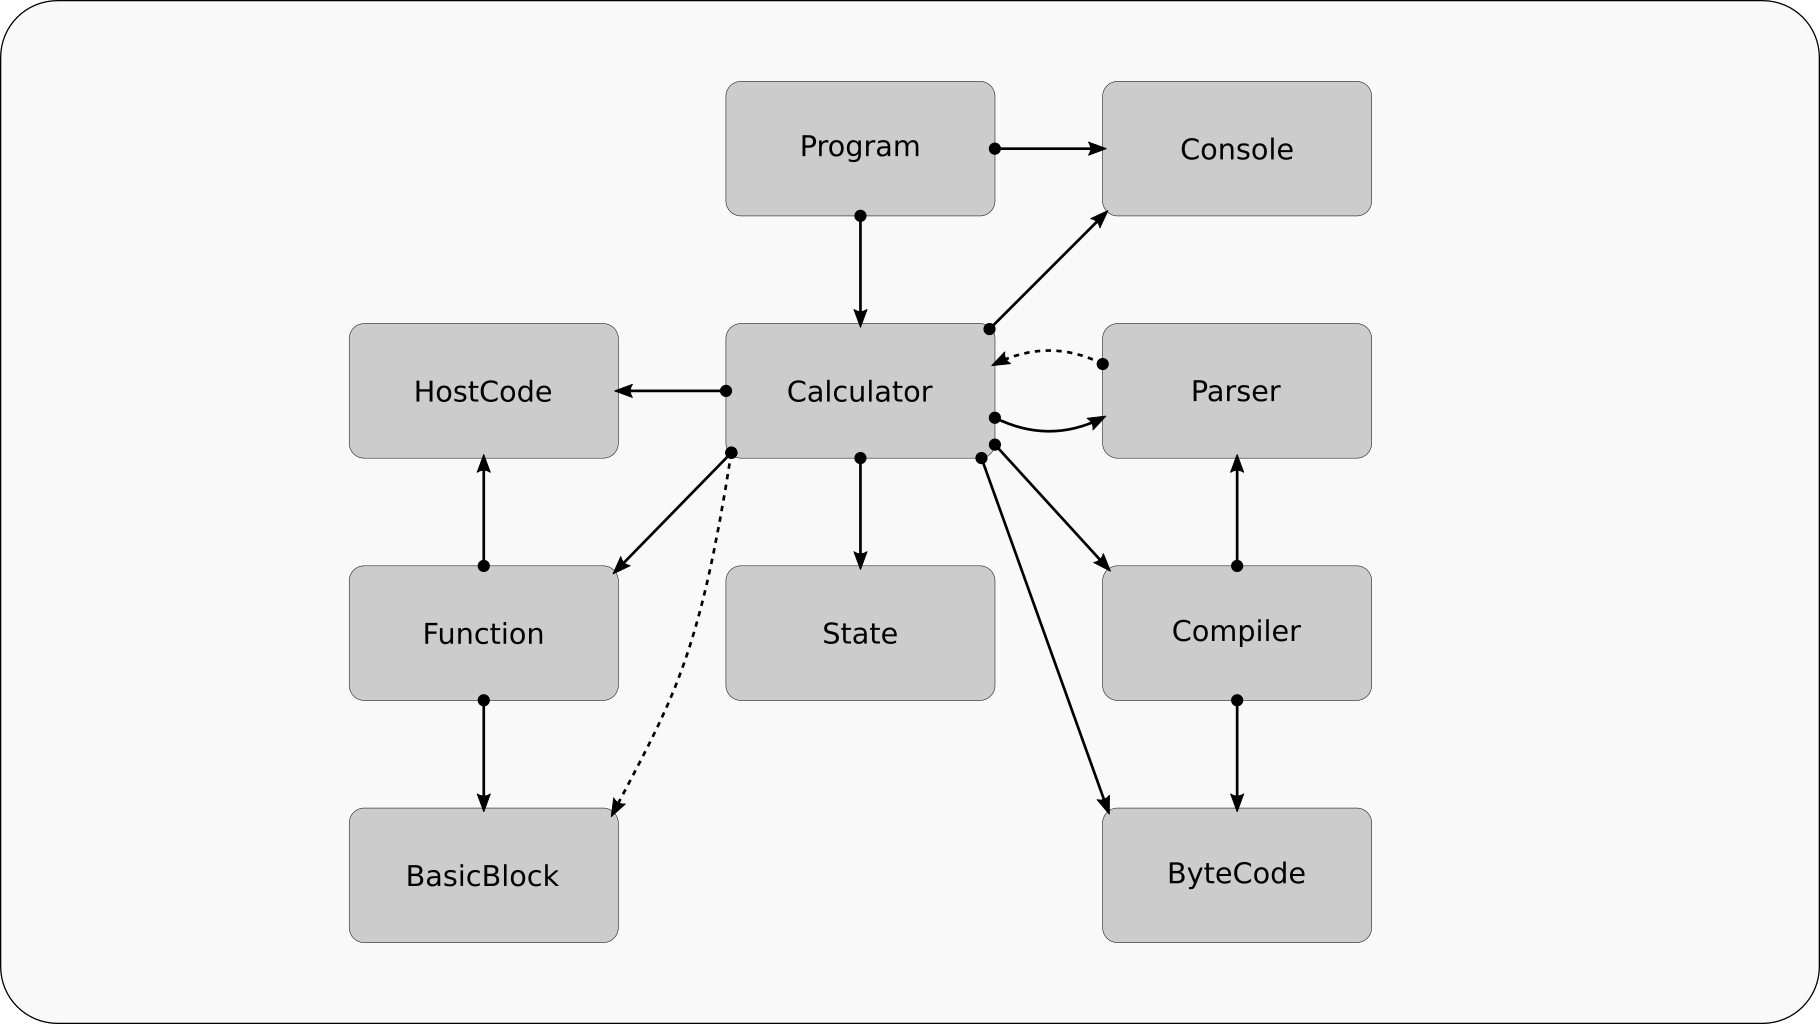 Program
Console
HostCode
Calculator
Parser
Function
State
Compiler
BasicBlock
ByteCode